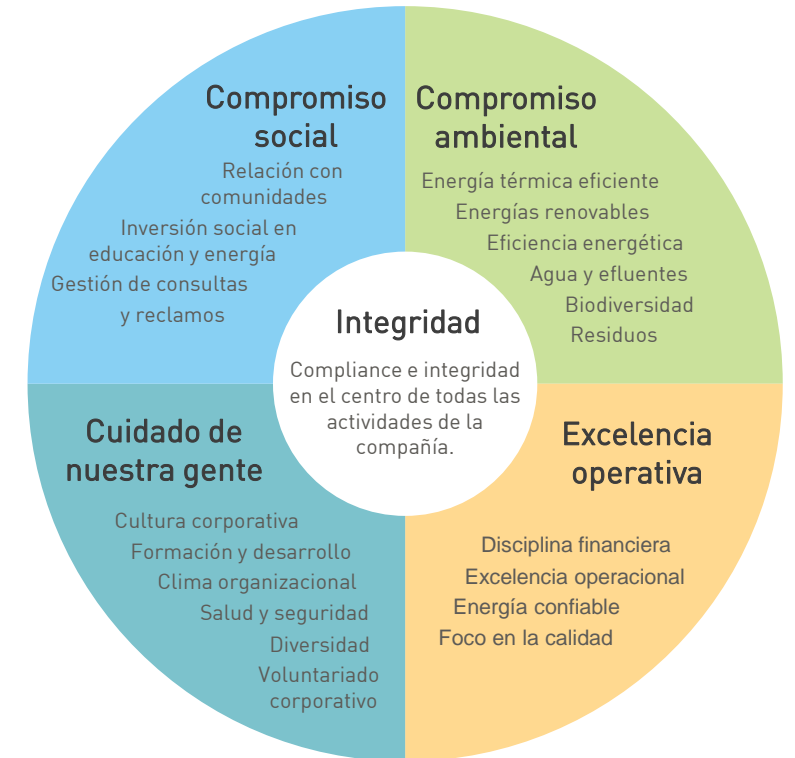 Compromiso
social
Relación con
comunidades
Inversión social en
educación y energía
Gestión de consultas
y reclamos
Compromiso
ambiental
Energía térmica eficiente
Energías renovables
Eficiencia energética
Agua y efluentes
Biodiversidad
Residuos
Integridad
Compliance e integridad
en el centro de todas las
actividades de la
compañía.
Cuidado de
nuestra gente
Cultura corporativa
Formación y desarrollo
Clima organizacional
Salud y seguridad
Diversidad
Voluntariado
corporativo
Excelencia
operativa
Disciplina financiera
Excelencia operacional
Energía confiable
Foco en la calidad